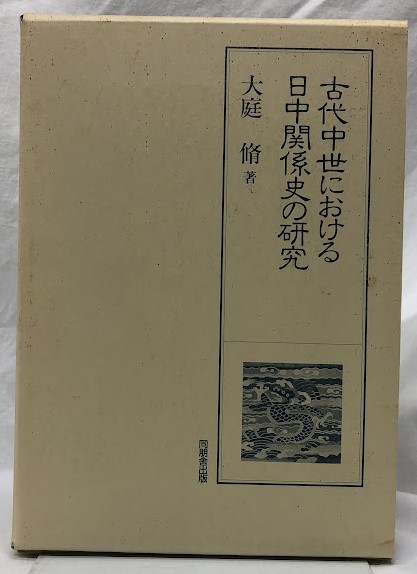 古代中世における
日中関係史の研究
大庭脩著
同朋舎出版